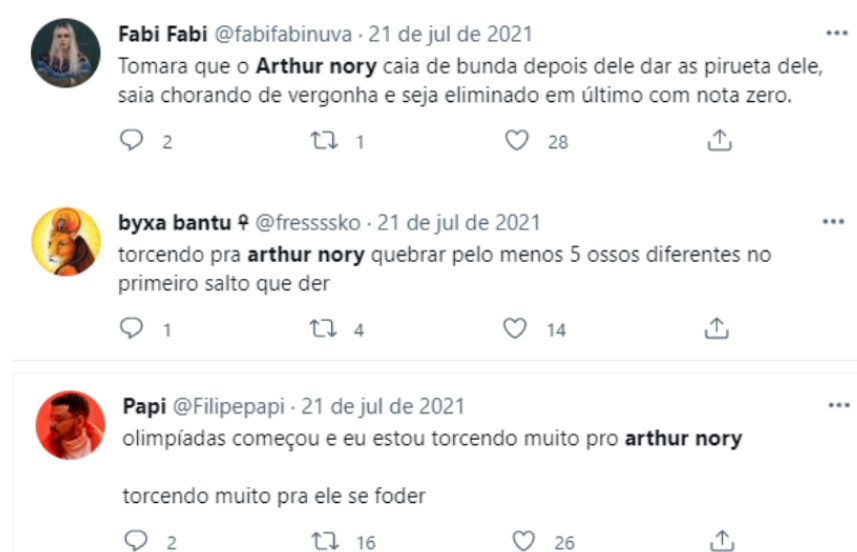 Fabi Fabi @fabifabinuva · 21 de jul de 2021
Tomara que o Arthur nory caia de bunda depois dele dar as pirueta dele,
saia chorando de vergonha e seja eliminado em último com nota zero.
2 1 28
byxa bantu ⚲ @fressssko · 21 de jul de 2021
torcendo pra arthur nory quebrar pelo menos 5 ossos diferentes no
primeiro salto que der
1 4 14
Papi @Filipepapi · 21 de jul de 2021
olimpíadas começou e eu estou torcendo muito pro arthur nory
torcendo muito pra ele se foder
2 16 26